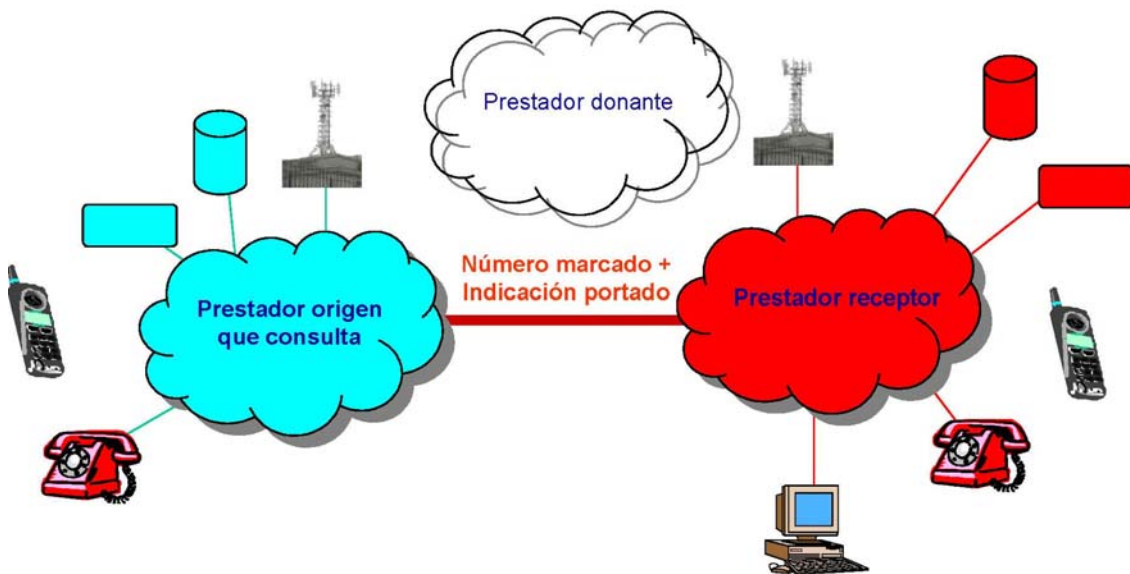 Prestador donante
Número marcado +
Indicación portado
Prestador origen
que consulta
Prestador receptor